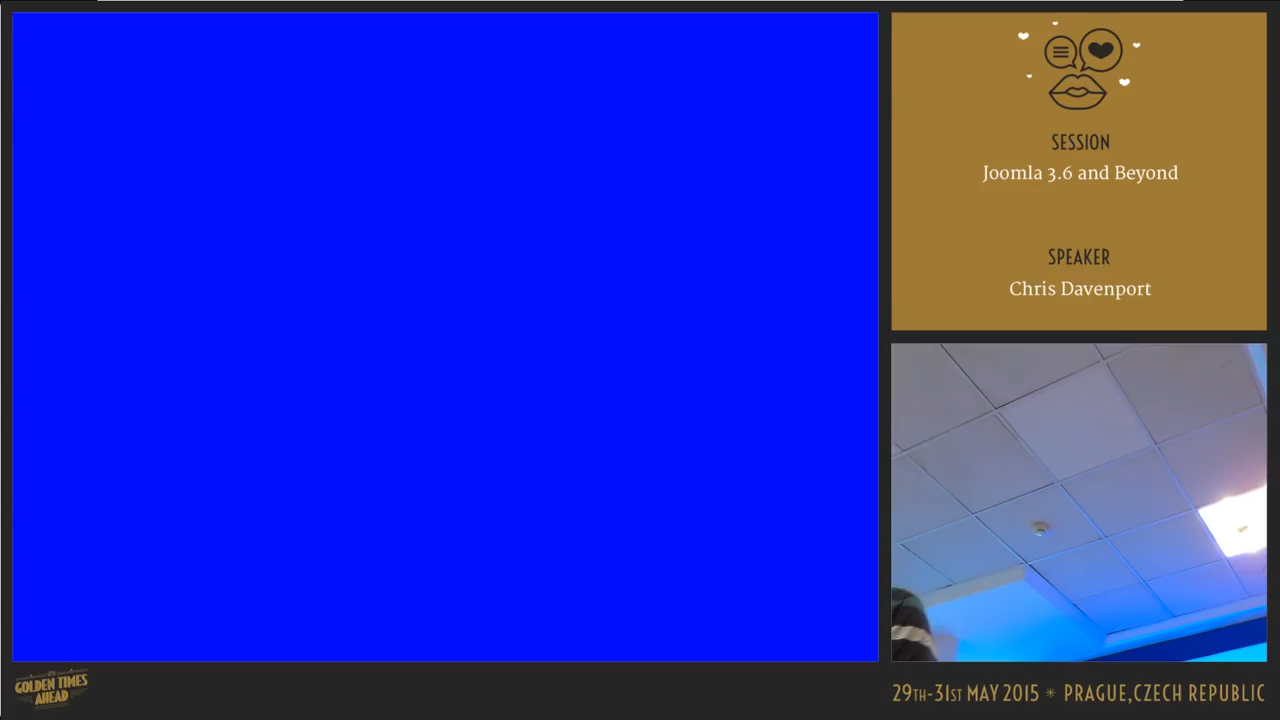 SESSION
Joomla 3.6 and Beyond
SPEAKER
Chris Davenport
GOLDEN TIMES
AHEAD
29TH-31ST MAY 2015 * PRAGUE, CZECH REPUBLIC